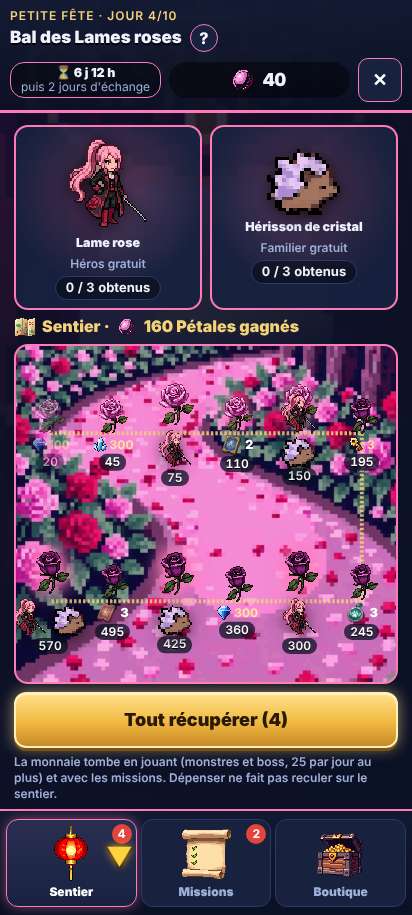 PETITE FÊTE · JOUR 4/10
Bal des Lames roses ?
6 j 12 h
puis 2 jours d'échange
40
×
Lame rose
Héros gratuit
0 / 3 obtenus
Hérisson de cristal
Familier gratuit
0 / 3 obtenus
Sentier · 160 Pétales gagnés
100 300 2 3
20 45 75 110 150 195
3 300 3
570 495 425 360 300 245
Tout récupérer (4)
La monnaie tombe en jouant (monstres et boss, 25 par jour au
plus) et avec les missions. Dépenser ne fait pas reculer sur le
sentier.
4 2
Sentier Missions Boutique